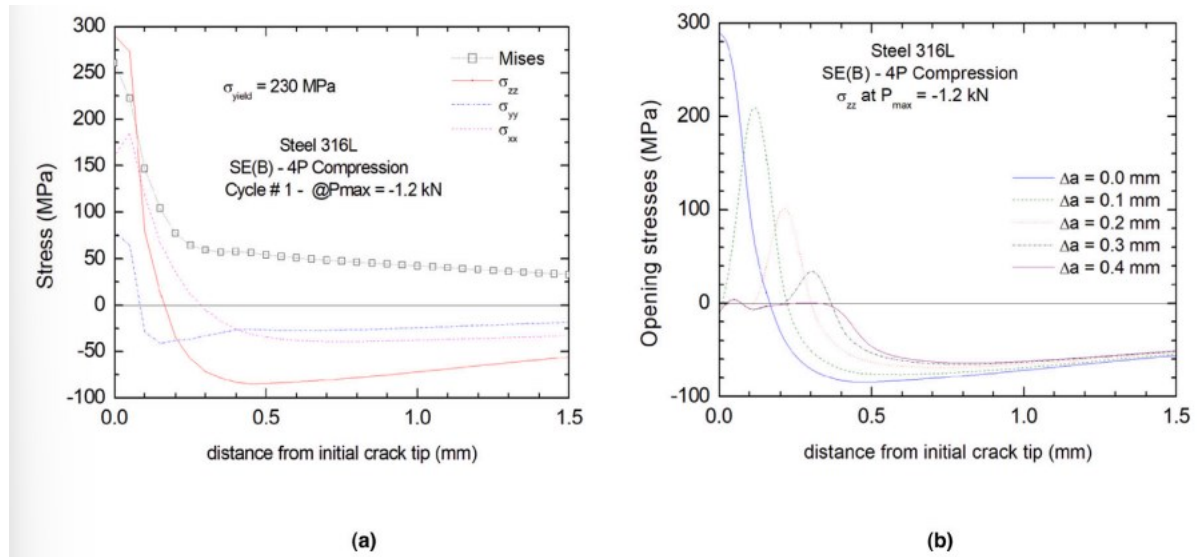 300
250
200
150
100
50
0
-50
-100
0.0
0.5
1.0
1.5
Stress (MPa)
distance from initial crack tip (mm)
Mises
σzz
σyy
σxx
σyield = 230 MPa
Steel 316L
SE(B) - 4P Compression
Cycle # 1 - @Pmax = -1.2 kN
(a)
300
200
100
0
-100
0.0
0.5
1.0
1.5
Opening stresses (MPa)
distance from initial crack tip (mm)
Steel 316L
SE(B) - 4P Compression
σzz at Pmax = -1.2 kN
Δa = 0.0 mm
Δa = 0.1 mm
Δa = 0.2 mm
Δa = 0.3 mm
Δa = 0.4 mm
(b)